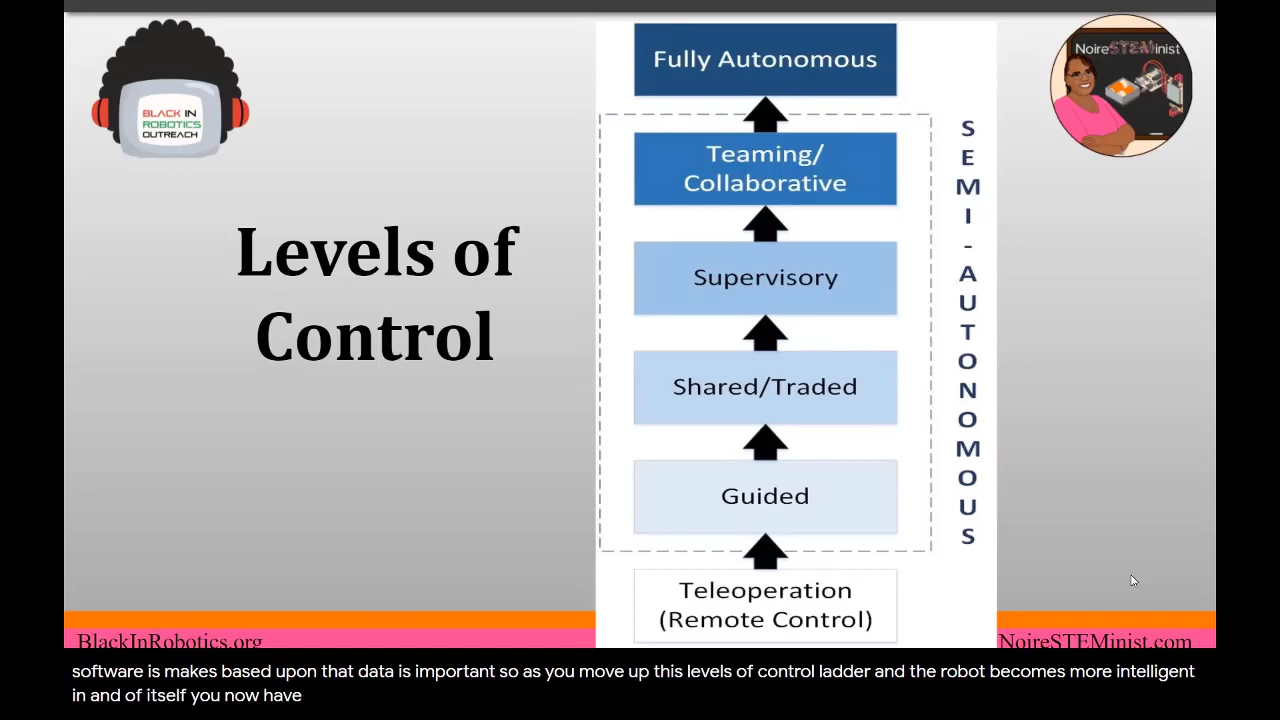 BLACK IN
ROBOTICS
OUTREACH
Levels of
Control
Fully Autonomous
Teaming/
Collaborative
Supervisory
Shared/Traded
Guided
Teleoperation
(Remote Control)
SEMI-AUTONOMOUS
NoireSTEMinist
BlackInRobotics.org
NoireSTEMinist.com
software is makes based upon that data is important so as you move up this levels of control ladder and the robot becomes more intelligent
in and of itself you now have